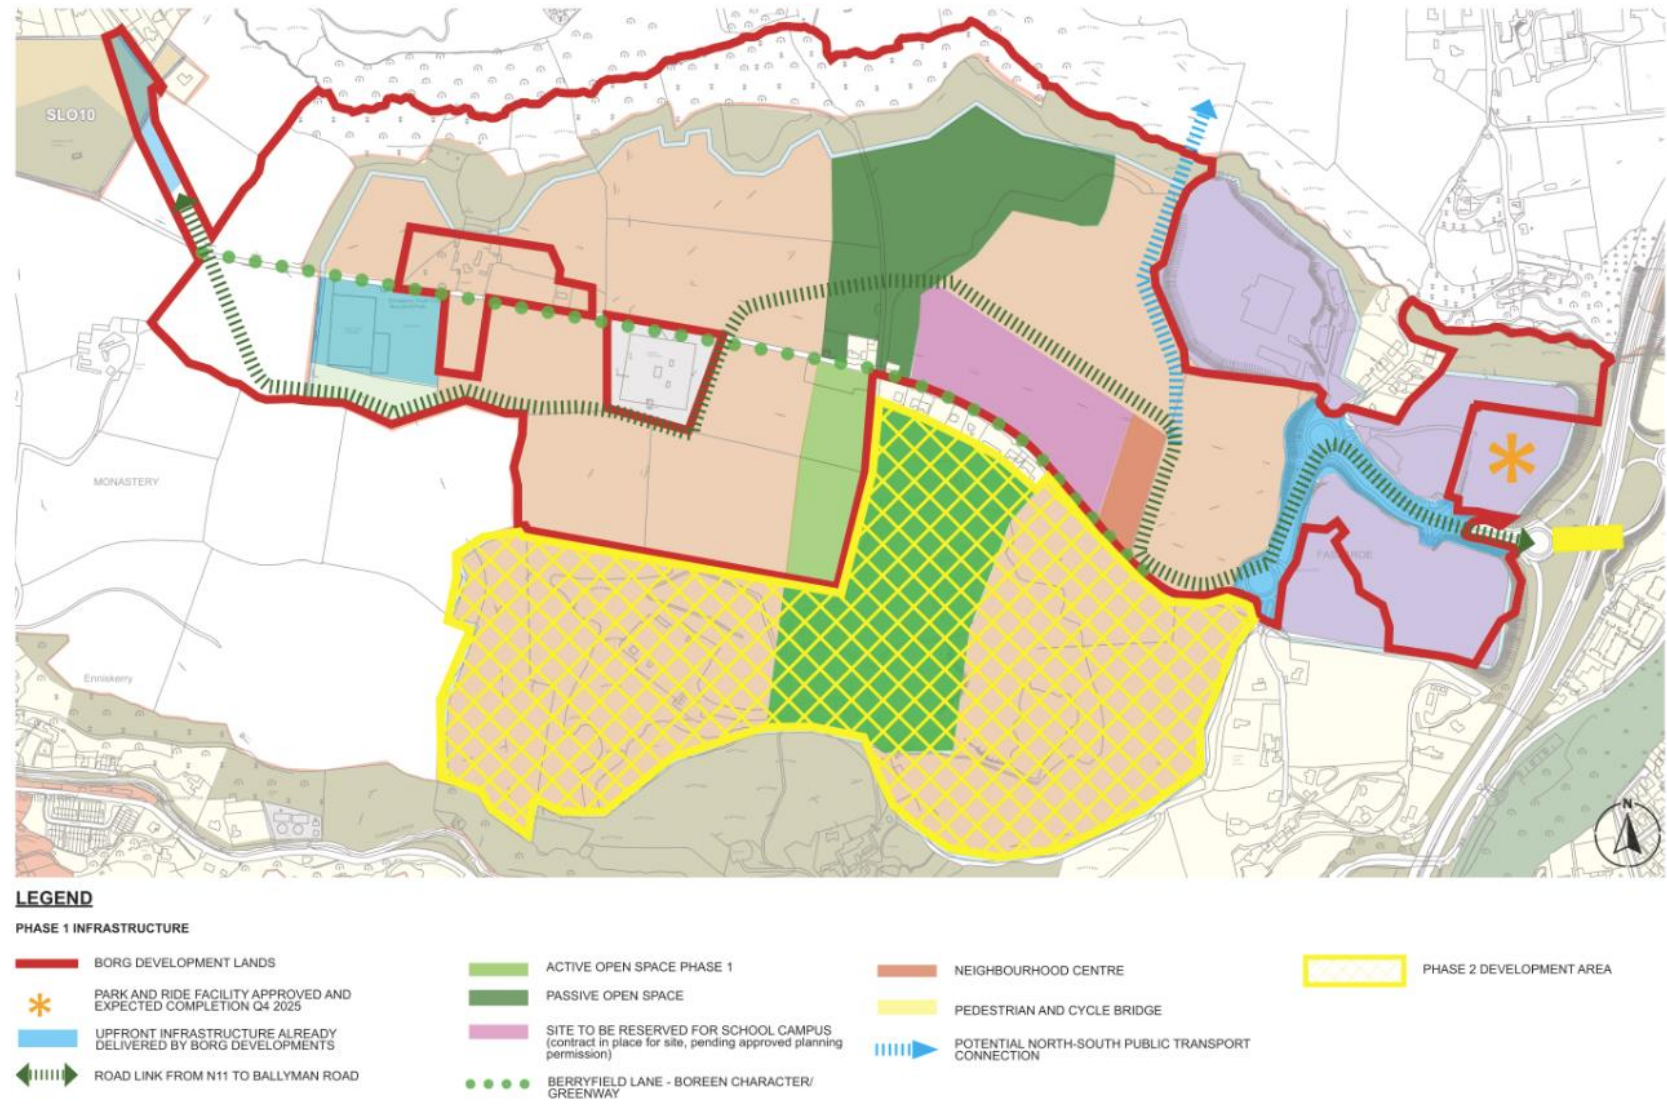 SLO10
N
MONASTERY
FASSAROE
Enniskerry
LEGEND
PHASE 1 INFRASTRUCTURE
BORG DEVELOPMENT LANDS
PARK AND RIDE FACILITY APPROVED AND
EXPECTED COMPLETION Q4 2025
UPFRONT INFRASTRUCTURE ALREADY
DELIVERED BY BORG DEVELOPMENTS
ROAD LINK FROM N11 TO BALLYMAN ROAD
ACTIVE OPEN SPACE PHASE 1
PASSIVE OPEN SPACE
SITE TO BE RESERVED FOR SCHOOL CAMPUS
(contract in place for site, pending approved planning
permission)
BERRYFIELD LANE - BOREEN CHARACTER/
GREENWAY
NEIGHBOURHOOD CENTRE
PEDESTRIAN AND CYCLE BRIDGE
POTENTIAL NORTH-SOUTH PUBLIC TRANSPORT
CONNECTION
PHASE 2 DEVELOPMENT AREA